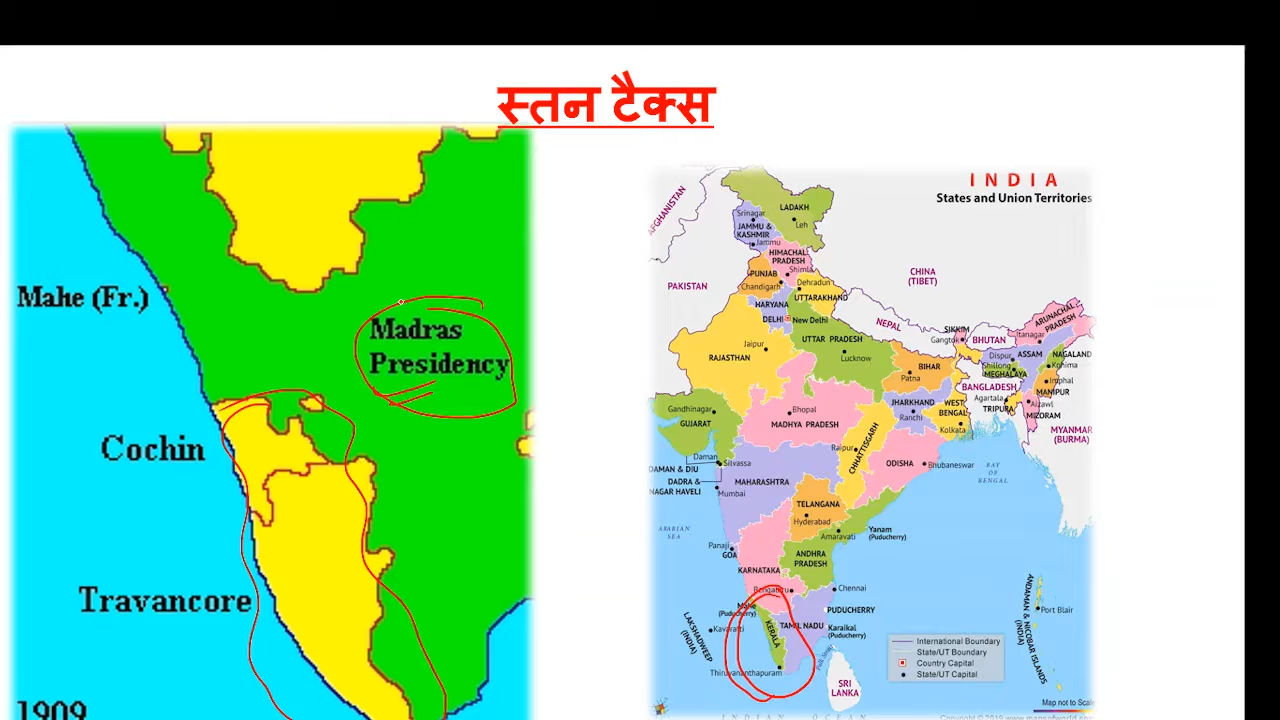 स्तन टैक्स
Mahe (Fr.)
Madras
Presidency
Cochin
Travancore
1909
INDIA
States and Union Territories
AFGHANISTAN
LADAKH
Leh
Srinagar
JAMMU &
KASHMIR
Jammu
HIMACHAL
PRADESH
Shimla
PUNJAB
Chandigarh
Dehradun
UTTARAKHAND
HARYANA
DELHI
New Delhi
PAKISTAN
CHINA
(TIBET)
NEPAL
SIKKIM
Gangtok
BHUTAN
ARUNACHAL
PRADESH
Itanagar
Dispur
ASSAM
NAGALAND
Kohima
Shillong
MEGHALAYA
Imphal
MANIPUR
BANGLADESH
Agartala
TRIPURA
Aizawl
MIZORAM
MYANMAR
(BURMA)
Jaipur
RAJASTHAN
UTTAR PRADESH
Lucknow
BIHAR
Patna
JHARKHAND
Ranchi
WEST
BENGAL
Kolkata
Gandhinagar
GUJARAT
Bhopal
MADHYA PRADESH
Raipur
CHHATTISGARH
ODISHA
Bhubaneswar
BAY
OF
BENGAL
Daman
Silvassa
DAMAN & DIU
DADRA &
NAGAR HAVELI
MAHARASHTRA
Mumbai
TELANGANA
Hyderabad
Amaravati
Yanam
(Puducherry)
ARABIAN
SEA
Panaji
GOA
ANDHRA
PRADESH
KARNATAKA
Bengaluru
Chennai
Mahe
(Puducherry)
PUDUCHERRY
TAMIL NADU
Karaikal
(Puducherry)
KERALA
LAKSHADWEEP
(INDIA)
Kavaratti
Thiruvananthapuram
SRI
LANKA
ANDAMAN & NICOBAR ISLANDS
(INDIA)
Port Blair
International Boundary
State/UT Boundary
Country Capital
State/UT Capital
Map not to Scale
INDIAN OCEAN